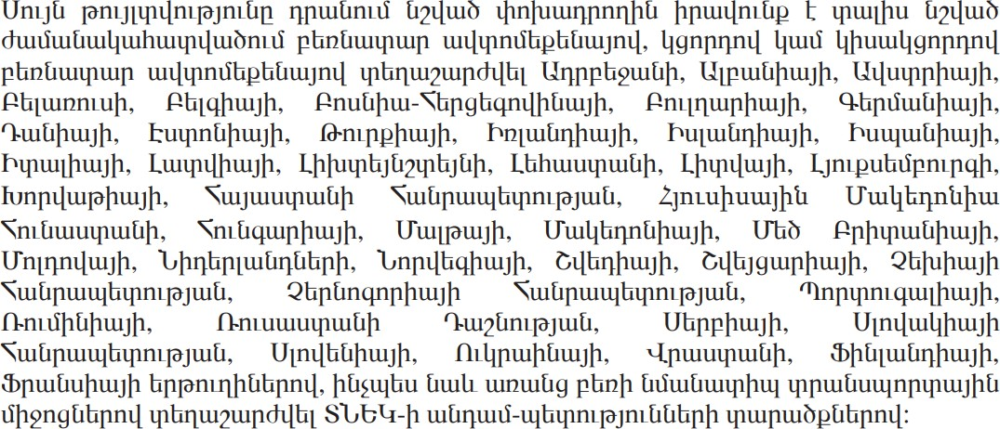 Սույն թույլտվությունը դրանում նշված փոխադրողին իրավունք է տալիս նշված
ժամանակահատվածում բեռնատար ավտոմեքենայով, կցորդով կամ կիսակցորդով
բեռնատար ավտոմեքենայով տեղաշարժվել Ադրբեջանի, Ալբանիայի, Ավստրիայի,
Բելառուսի, Բելգիայի, Բոսնիա-Հերցեգովինայի, Բուլղարիայի, Գերմանիայի,
Դանիայի, Էստոնիայի, Թուրքիայի, Իռլանդիայի, Իսլանդիայի, Իսպանիայի,
Իտալիայի, Լատվիայի, Լիխտեյնշտեյնի, Լեհաստանի, Լիտվայի, Լյուքսեմբուրգի,
Խորվաթիայի, Հայաստանի Հանրապետության, Հյուսիսային Մակեդոնիա
Հունաստանի, Հունգարիայի, Մալթայի, Մակեդոնիայի, Մեծ Բրիտանիայի,
Մոլդովայի, Նիդերլանդների, Նորվեգիայի, Շվեդիայի, Շվեյցարիայի, Չեխիայի
Հանրապետության, Չերնոգորիայի Հանրապետության, Պորտուգալիայի,
Ռումինիայի, Ռուսաստանի Դաշնության, Սերբիայի, Սլովակիայի
Հանրապետության, Սլովենիայի, Ուկրաինայի, Վրաստանի, Ֆինլանդիայի,
Ֆրանսիայի երթուղիներով, ինչպես նաև առանց բեռի նմանատիպ տրանսպորտային
միջոցներով տեղաշարժվել ՏՆԵԿ-ի անդամ-պետությունների տարածքներով: